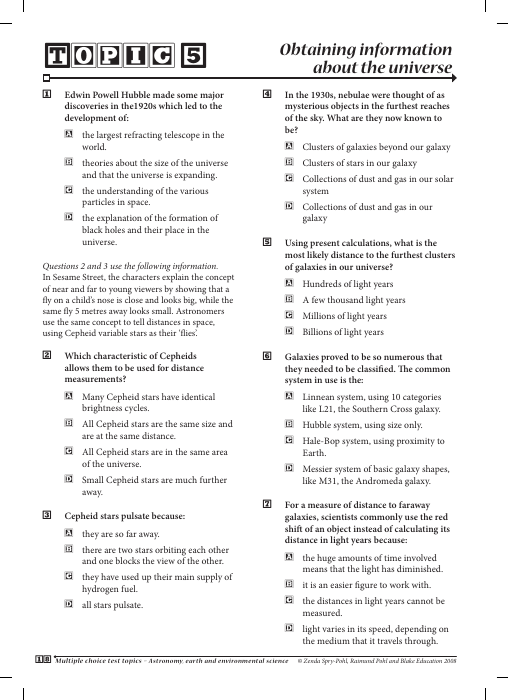 TOPIC 5
Obtaining information
about the universe
1 Edwin Powell Hubble made some major
discoveries in the1920s which led to the
development of:
A the largest refracting telescope in the
world.
B theories about the size of the universe
and that the universe is expanding.
C the understanding of the various
particles in space.
D the explanation of the formation of
black holes and their place in the
universe.
Questions 2 and 3 use the following information.
In Sesame Street, the characters explain the concept
of near and far to young viewers by showing that a
fly on a child's nose is close and looks big, while the
same fly 5 metres away looks small. Astronomers
use the same concept to tell distances in space,
using Cepheid variable stars as their 'flies'.
2 Which characteristic of Cepheids
allows them to be used for distance
measurements?
A Many Cepheid stars have identical
brightness cycles.
B All Cepheid stars are the same size and
are at the same distance.
C All Cepheid stars are in the same area
of the universe.
D Small Cepheid stars are much further
away.
3 Cepheid stars pulsate because:
A they are so far away.
B there are two stars orbiting each other
and one blocks the view of the other.
C they have used up their main supply of
hydrogen fuel.
D all stars pulsate.
4 In the 1930s, nebulae were thought of as
mysterious objects in the furthest reaches
of the sky. What are they now known to
be?
A Clusters of galaxies beyond our galaxy
B Clusters of stars in our galaxy
C Collections of dust and gas in our solar
system
D Collections of dust and gas in our
galaxy
5 Using present calculations, what is the
most likely distance to the furthest clusters
of galaxies in our universe?
A Hundreds of light years
B A few thousand light years
C Millions of light years
D Billions of light years
6 Galaxies proved to be so numerous that
they needed to be classified. The common
system in use is the:
A Linnean system, using 10 categories
like L21, the Southern Cross galaxy.
B Hubble system, using size only.
C Hale-Bop system, using proximity to
Earth.
D Messier system of basic galaxy shapes,
like M31, the Andromeda galaxy.
7 For a measure of distance to faraway
galaxies, scientists commonly use the red
shift of an object instead of calculating its
distance in light years because:
A the huge amounts of time involved
means that the light has diminished.
B it is an easier figure to work with.
C the distances in light years cannot be
measured.
D light varies in its speed, depending on
the medium that it travels through.
10 Multiple choice test topics – Astronomy, earth and environmental science © Zenda Spry-Pohl, Raimund Pohl and Blake Education 2008